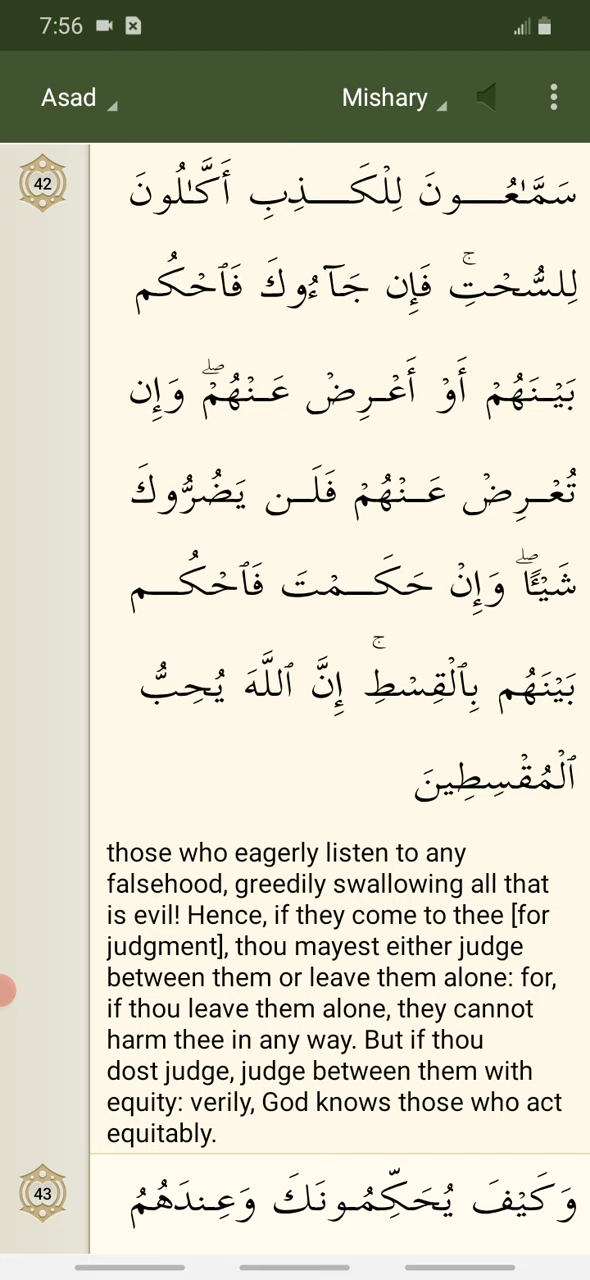 7:56
Asad Mishary
42
سَمَّـٰعُونَ لِلْكَذِبِ أَكَّـٰلُونَ
لِلسُّحْتِ ۚ فَإِن جَآءُوكَ فَٱحْكُم
بَيْنَهُمْ أَوْ أَعْرِضْ عَنْهُمْ ۖ وَإِن
تُعْرِضْ عَنْهُمْ فَلَن يَضُرُّوكَ
شَيْـًٔا ۖ وَإِنْ حَكَمْتَ فَٱحْكُم
بَيْنَهُم بِٱلْقِسْطِ ۚ إِنَّ ٱللَّهَ يُحِبُّ
ٱلْمُقْسِطِينَ
those who eagerly listen to any
falsehood, greedily swallowing all that
is evil! Hence, if they come to thee [for
judgment], thou mayest either judge
between them or leave them alone: for,
if thou leave them alone, they cannot
harm thee in any way. But if thou
dost judge, judge between them with
equity: verily, God knows those who act
equitably.
43
وَكَيْفَ يُحَكِّمُونَكَ وَعِندَهُمُ